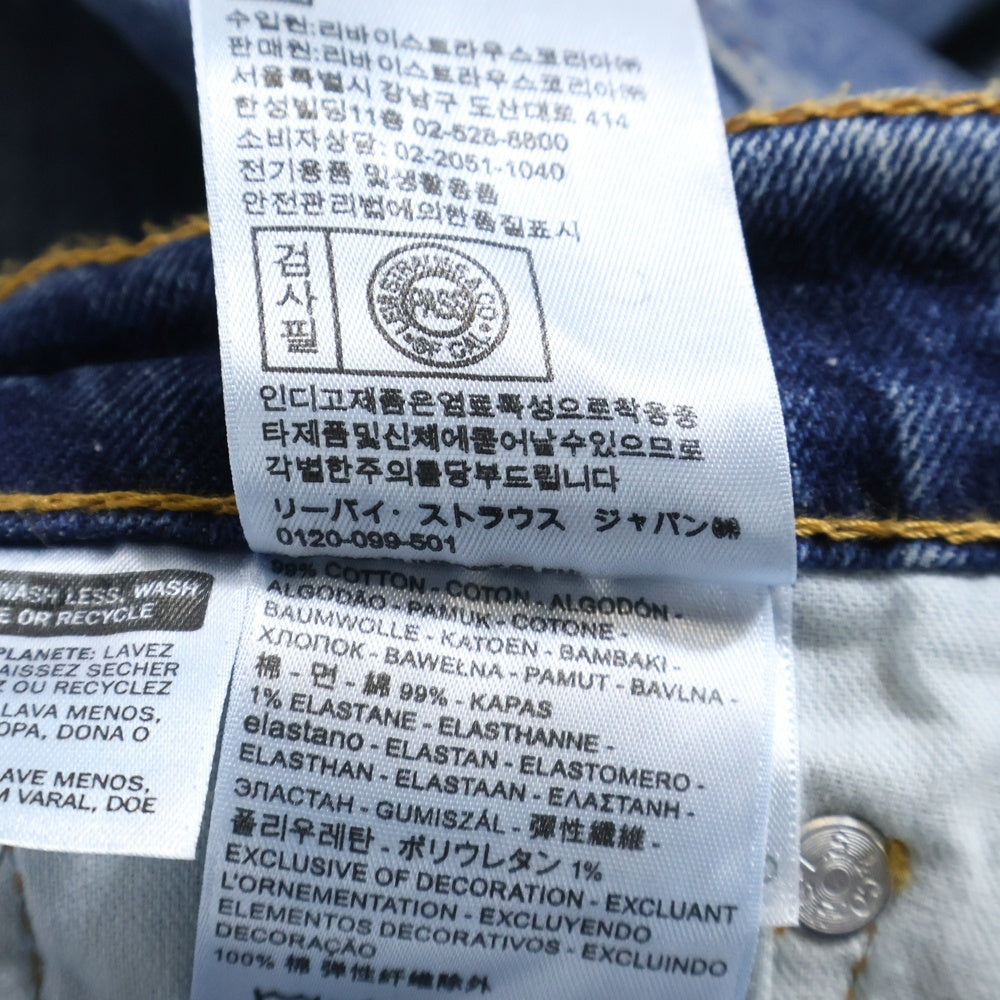 수입원:리바이스트라우스코리아㈜
판매원:리바이스트라우스코리아㈜
서울특별시 강남구 도산대로 414
한성빌딩11층 02-528-8800
소비자상담: 02-2051-1040
전기용품 및생활용품
안전관리법에의한품질표시
검사필
LEVI STRAUSS & CO
PASS
OF CAL
인디고제품은염료특성으로착용중
타제품및신체에묻어날수있으므로
각별한주의를당부드립니다
リーバイ・ストラウス ジャパン㈱
0120-099-501
99% COTTON - COTON - ALGODÓN -
ALGODÃO - PAMUK - COTONE -
BAUMWOLLE - KATOEN - BAMBAKI -
ХЛОПОК - BAWEŁNA - PAMUT - BAVLNA -
棉 - 면 - 綿 99% - KAPAS
1% ELASTANE - ELASTHANNE -
elastano - ELASTAN - ELASTOMERO -
ELASTHAN - ELASTAAN - ΕΛΑΣΤΑΝΗ -
ЭЛАСТАН - GUMISZÁL - 彈性纖維 -
폴리우레탄 - ポリウレタン 1%
EXCLUSIVE OF DECORATION - EXCLUANT
L'ORNEMENTATION - EXCLUYENDO
ELEMENTOS DECORATIVOS - EXCLUINDO
DECORAÇÃO
100% 棉 弹性纤维除外
WASH LESS, WASH
E OR RECYCLE
PLANETE: LAVEZ
AISSEZ SECHER
Z OU RECYCLEZ
LAVA MENOS,
OPA, DONA O
AVE MENOS,
M VARAL, DOE